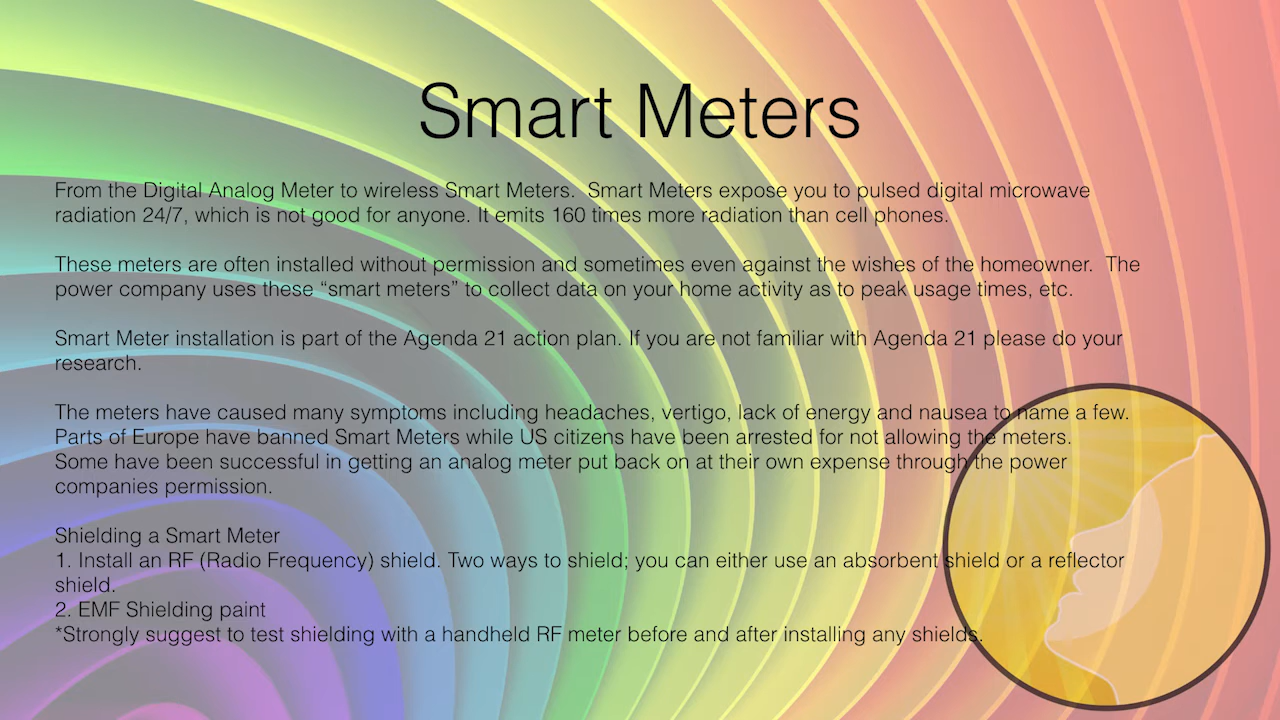 Smart Meters
From the Digital Analog Meter to wireless Smart Meters.  Smart Meters expose you to pulsed digital microwave
radiation 24/7, which is not good for anyone. It emits 160 times more radiation than cell phones.
These meters are often installed without permission and sometimes even against the wishes of the homeowner.  The
power company uses these “smart meters” to collect data on your home activity as to peak usage times, etc.
Smart Meter installation is part of the Agenda 21 action plan. If you are not familiar with Agenda 21 please do your
research.
The meters have caused many symptoms including headaches, vertigo, lack of energy and nausea to name a few.
Parts of Europe have banned Smart Meters while US citizens have been arrested for not allowing the meters.
Some have been successful in getting an analog meter put back on at their own expense through the power
companies permission.
Shielding a Smart Meter
1. Install an RF (Radio Frequency) shield. Two ways to shield; you can either use an absorbent shield or a reflector
shield.
2. EMF Shielding paint
*Strongly suggest to test shielding with a handheld RF meter before and after installing any shields.